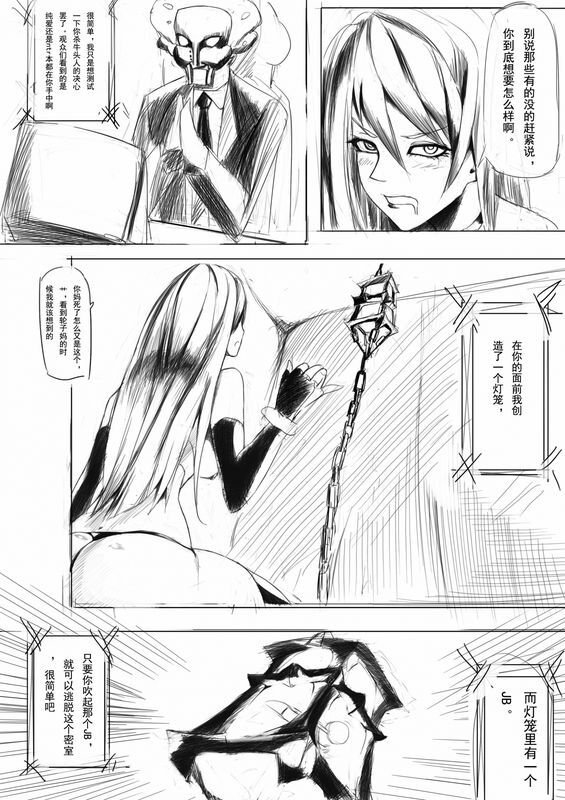 别说那些有的没的赶紧说，
你到底想要怎么样啊。
很简单，我只是想测试
一下你杀牛头人的决心
罢了。观众们看到的是
纯爱还是ntr本都在你手中啊
在你的面前我创
造了一个灯笼，
你妈死了怎么又是这个，
艹，看到轮子妈的时
候我就该想到的
而灯笼里有一个
JB。
只要你吹起那个JB，
就可以逃脱这个密室
，很简单吧